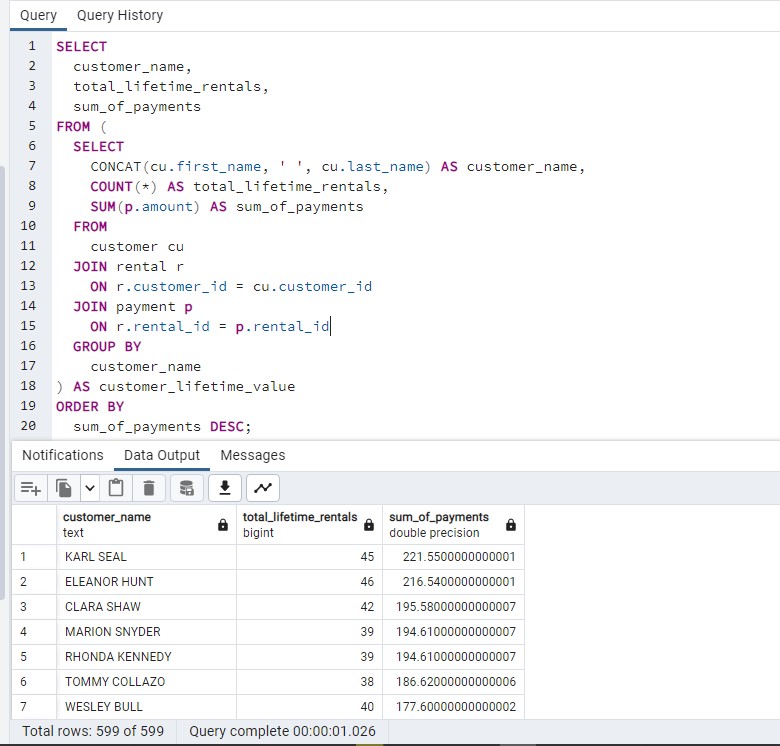 Query Query History
1 SELECT
2 customer_name,
3 total_lifetime_rentals,
4 sum_of_payments
5 FROM (
6 SELECT
7 CONCAT(cu.first_name, ' ', cu.last_name) AS customer_name,
8 COUNT(*) AS total_lifetime_rentals,
9 SUM(p.amount) AS sum_of_payments
10 FROM
11 customer cu
12 JOIN rental r
13 ON r.customer_id = cu.customer_id
14 JOIN payment p
15 ON r.rental_id = p.rental_id
16 GROUP BY
17 customer_name
18 ) AS customer_lifetime_value
19 ORDER BY
20 sum_of_payments DESC;
Notifications Data Output Messages
customer_name total_lifetime_rentals sum_of_payments
text bigint double precision
1 KARL SEAL 45 221.5500000000001
2 ELEANOR HUNT 46 216.5400000000001
3 CLARA SHAW 42 195.58000000000007
4 MARION SNYDER 39 194.61000000000007
5 RHONDA KENNEDY 39 194.61000000000007
6 TOMMY COLLAZO 38 186.62000000000006
7 WESLEY BULL 40 177.60000000000002
Total rows: 599 of 599 Query complete 00:00:01.026